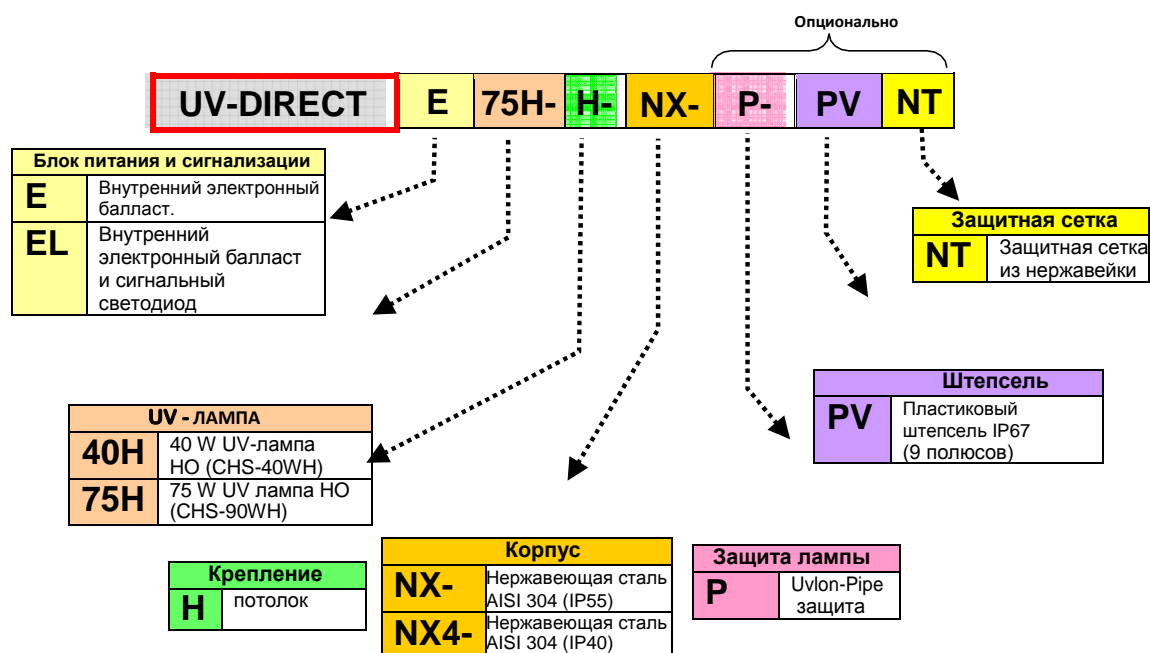 Опционально
UV-DIRECT E 75H- H- NX- P- PV NT
Блок питания и сигнализации
E Внутренний электронный
балласт.
EL Внутренний
электронный балласт
и сигнальный
светодиод
Защитная сетка
NT Защитная сетка
из нержавейки
Штепсель
PV Пластиковый
штепсель IP67
(9 полюсов)
UV - ЛАМПА
40H 40 W UV-лампа
HO (CHS-40WH)
75H 75 W UV лампа HO
(CHS-90WH)
Крепление
H потолок
Корпус
NX- Нержавеющая сталь
AISI 304 (IP55)
NX4- Нержавеющая сталь
AISI 304 (IP40)
Защита лампы
P Uvlon-Pipe
защита